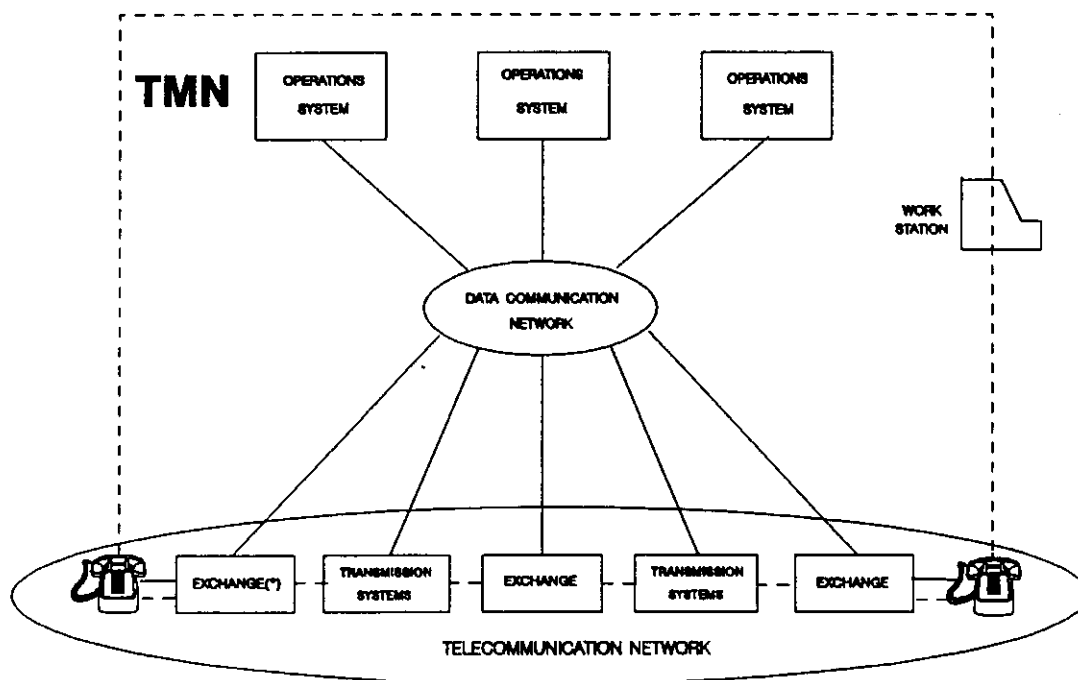 TMN
OPERATIONS
SYSTEM
OPERATIONS
SYSTEM
OPERATIONS
SYSTEM
WORK
STATION
DATA COMMUNICATION
NETWORK
EXCHANGE(*)
TRANSMISSION
SYSTEMS
EXCHANGE
TRANSMISSION
SYSTEMS
EXCHANGE
TELECOMMUNICATION NETWORK